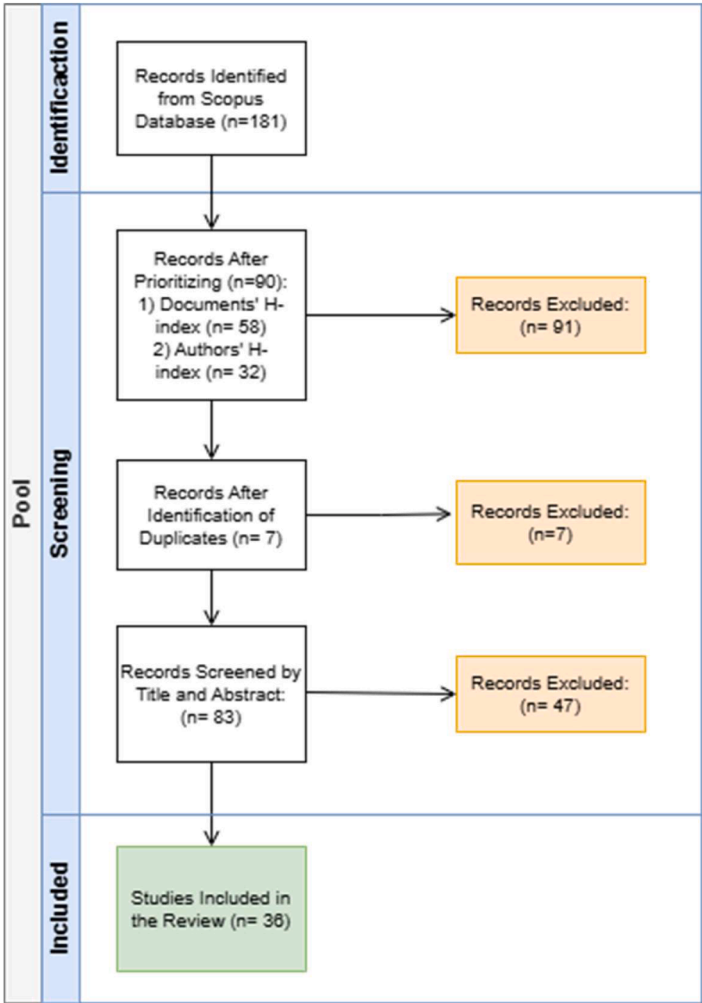 Pool
Identificaction
Records Identified
from Scopus
Database (n=181)
Screening
Records After
Prioritizing (n=90):
1) Documents' H-
index (n= 58)
2) Authors' H-
index (n= 32)
Records Excluded:
(n= 91)
Records After
Identification of
Duplicates (n= 7)
Records Excluded:
(n=7)
Records Screened by
Title and Abstract:
(n= 83)
Records Excluded:
(n= 47)
Included
Studies Included in
the Review (n= 36)